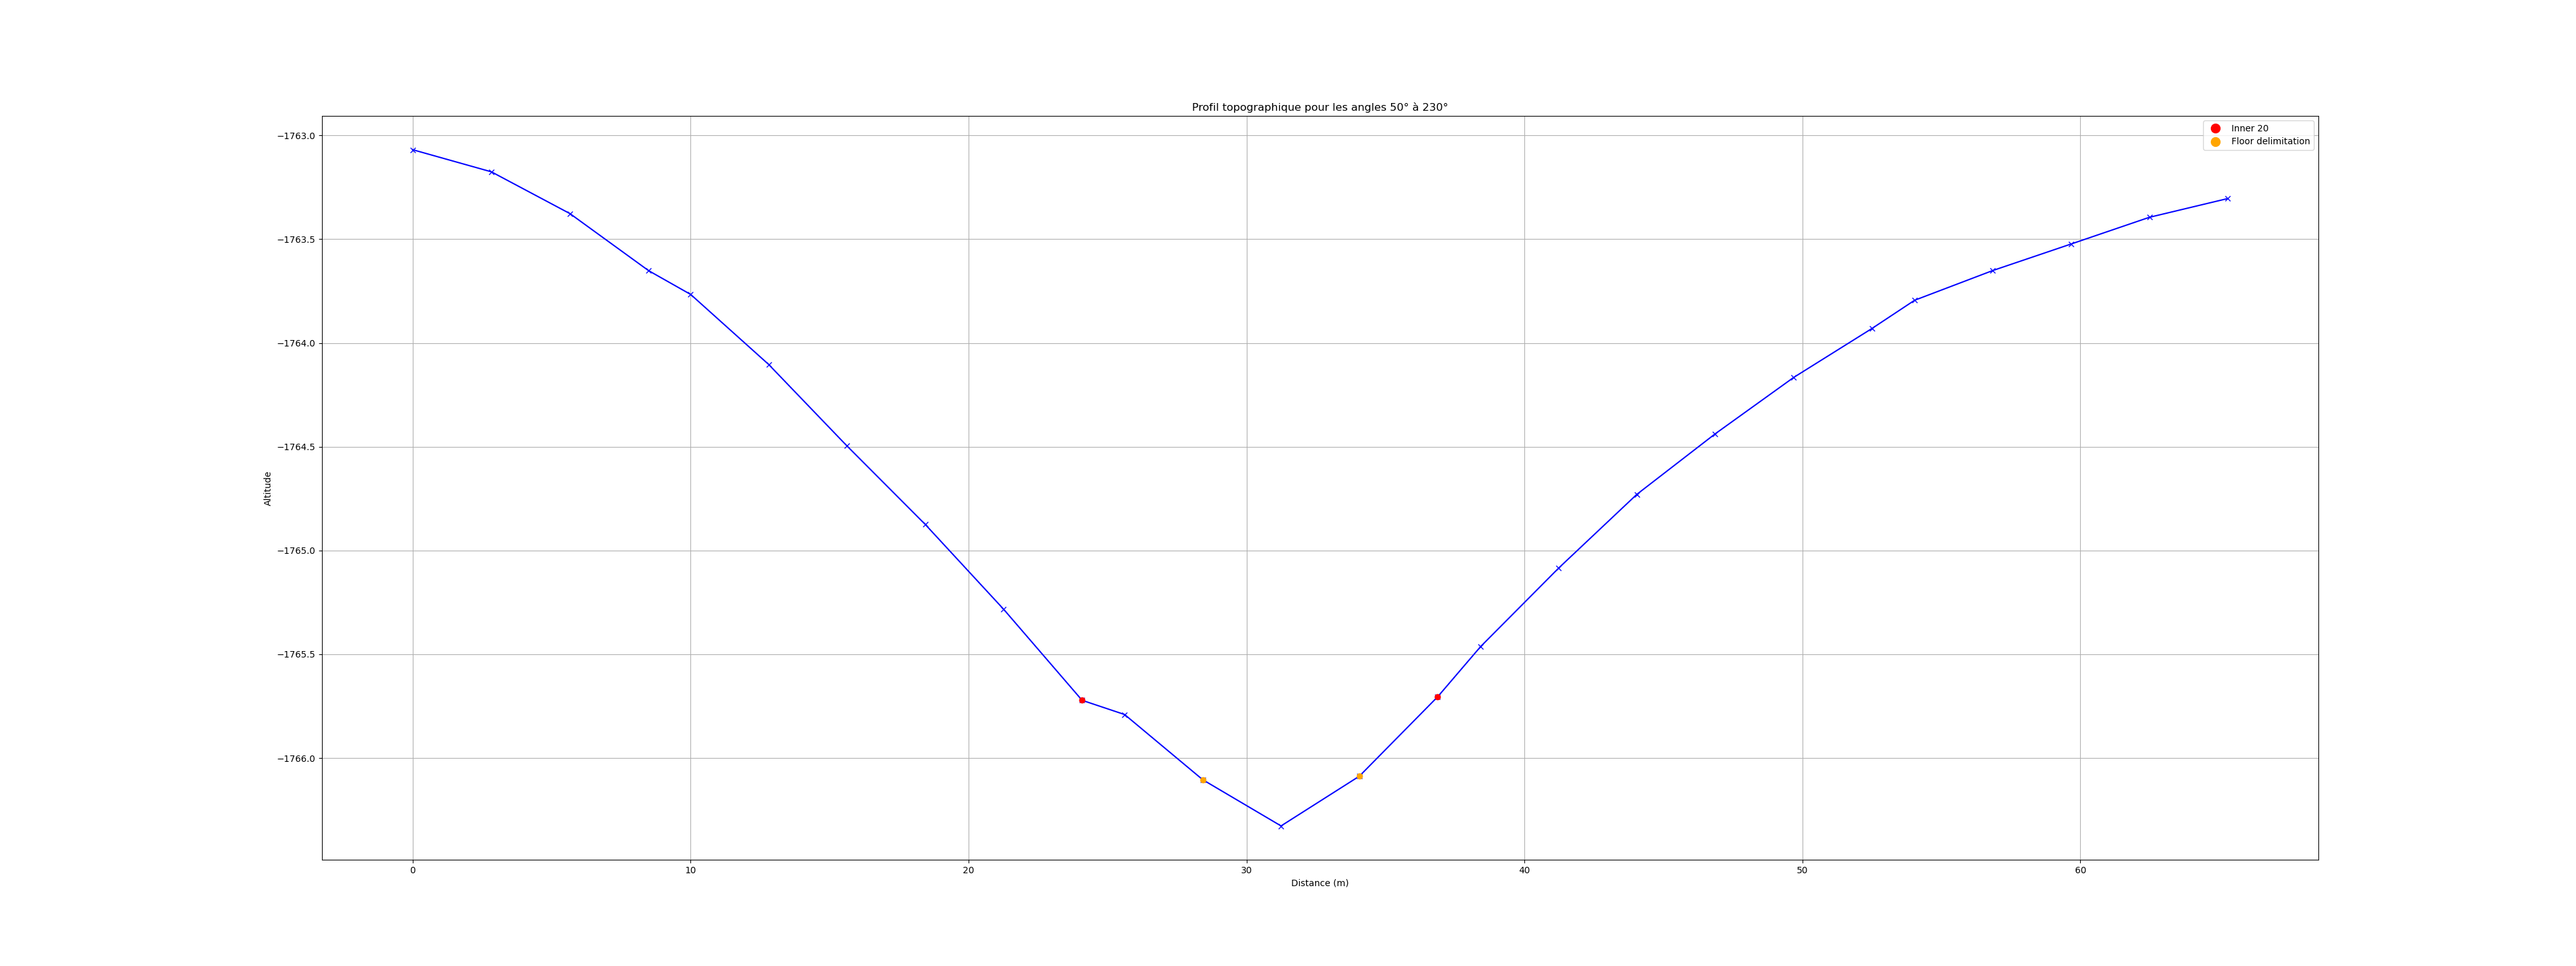 Profil topographique pour les angles 50° à 230°
Inner 20
Floor delimitation
−1763.0
−1763.5
−1764.0
−1764.5
−1765.0
−1765.5
−1766.0
Altitude
0 10 20 30 40 50 60
Distance (m)